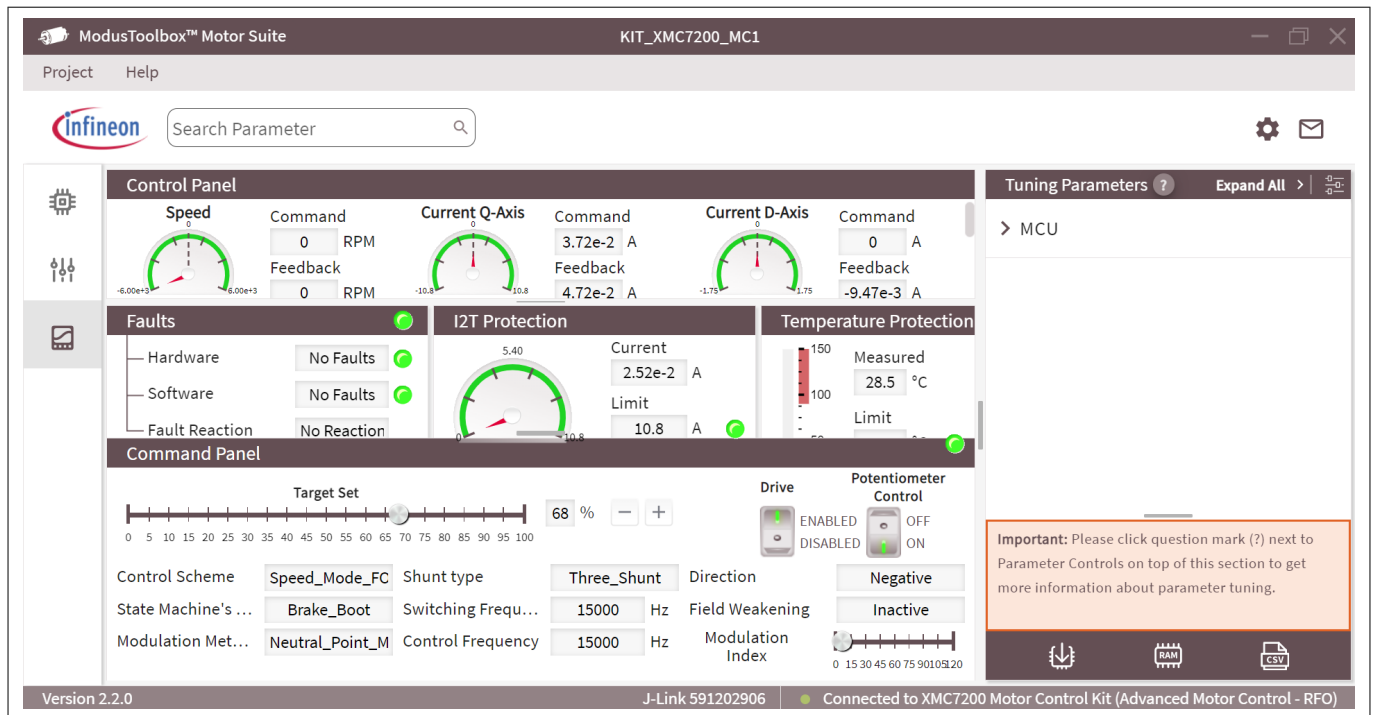 ModusToolbox™ Motor Suite
KIT_XMC7200_MC1
Project Help
infineon
Search Parameter
Control Panel
Speed
0
-6.00e+3 6.00e+3
Command
0 RPM
Feedback
0 RPM
Current Q-Axis
0
-10.8 10.8
Command
3.72e-2 A
Feedback
4.72e-2 A
Current D-Axis
0
-1.75 1.75
Command
0 A
Feedback
-9.47e-3 A
Faults
Hardware No Faults
Software No Faults
Fault Reaction No Reaction
I2T Protection
5.40
0 10.8
Current
2.52e-2 A
Limit
10.8 A
Temperature Protection
150
100
Measured
28.5 °C
Limit
Command Panel
Target Set
0 5 10 15 20 25 30 35 40 45 50 55 60 65 70 75 80 85 90 95 100
68 % − +
Drive
ENABLED
DISABLED
Potentiometer
Control
OFF
ON
Control Scheme Speed_Mode_FC Shunt type Three_Shunt Direction Negative
State Machine's ... Brake_Boot Switching Frequ... 15000 Hz Field Weakening Inactive
Modulation Met... Neutral_Point_M Control Frequency 15000 Hz Modulation
Index
0 15 30 45 60 75 90105120
Tuning Parameters ? Expand All >
> MCU
Important: Please click question mark (?) next to
Parameter Controls on top of this section to get
more information about parameter tuning.
RAM
CSV
Version 2.2.0
J-Link 591202906
Connected to XMC7200 Motor Control Kit (Advanced Motor Control - RFO)